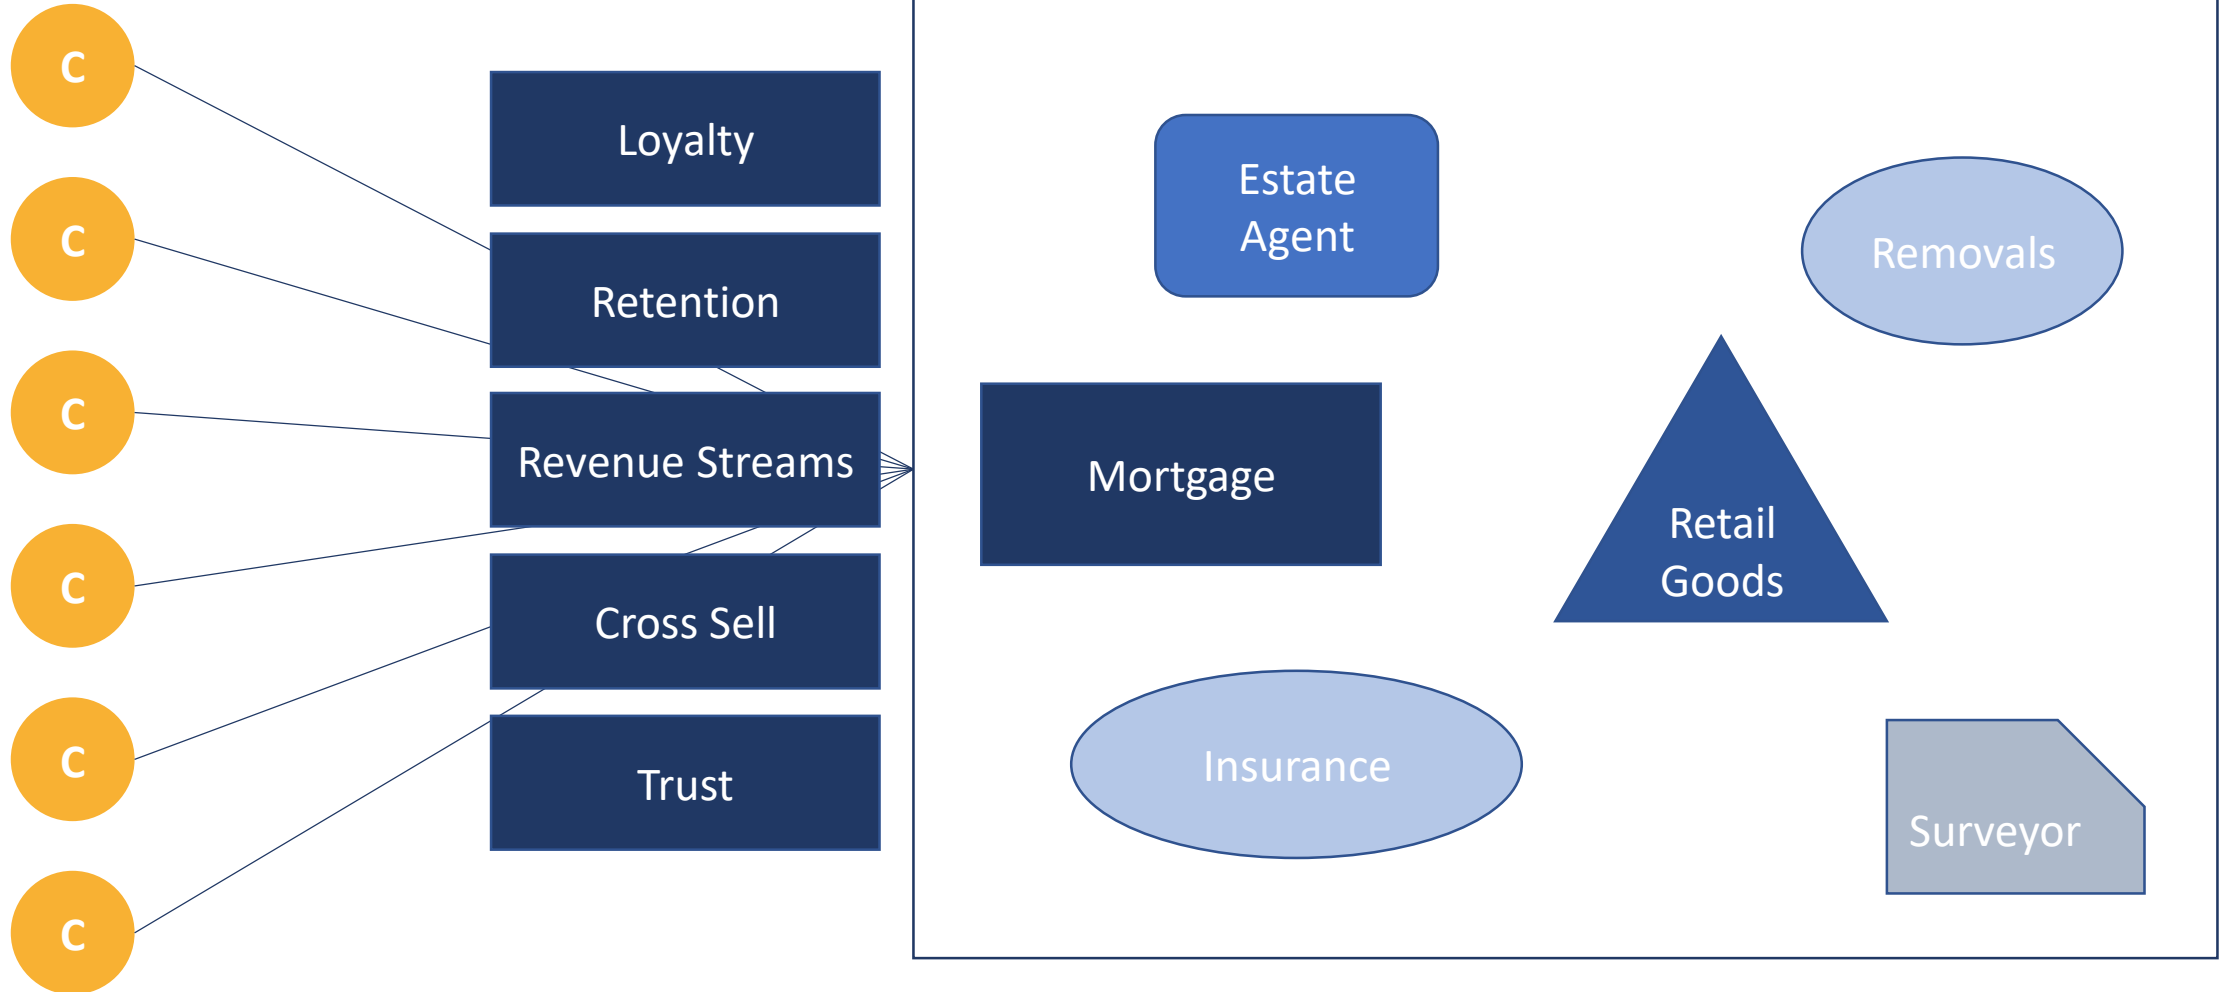 C
C
C
C
C
C
Loyalty
Retention
Revenue Streams
Cross Sell
Trust
Estate
Agent
Removals
Mortgage
Retail
Goods
Insurance
Surveyor